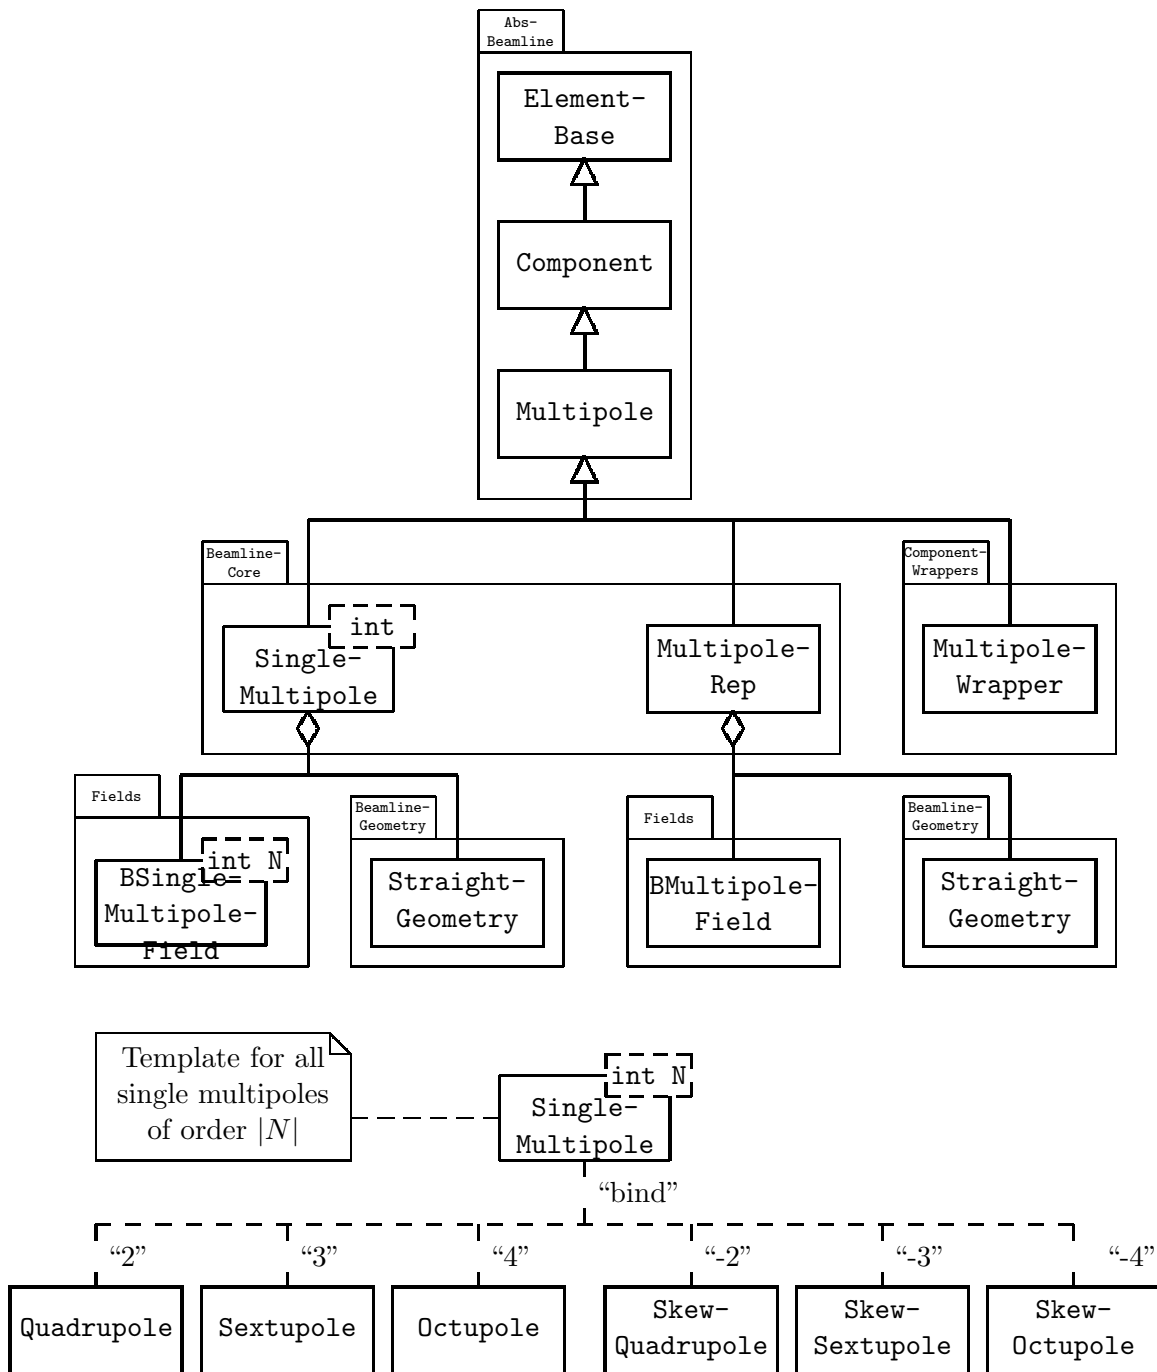 Abs-
Beamline
Element-
Base
Component
Multipole
Beamline-
Core
int
Single-
Multipole
Multipole-
Rep
Component-
Wrappers
Multipole-
Wrapper
Fields
int N
BSingle-
Multipole-
Field
Beamline-
Geometry
Straight-
Geometry
Fields
BMultipole-
Field
Beamline-
Geometry
Straight-
Geometry
Template for all
single multipoles
of order |N|
int N
Single-
Multipole
“bind”
“2”
“3”
“4”
“-2”
“-3”
“-4”
Quadrupole
Sextupole
Octupole
Skew-
Quadrupole
Skew-
Sextupole
Skew-
Octupole